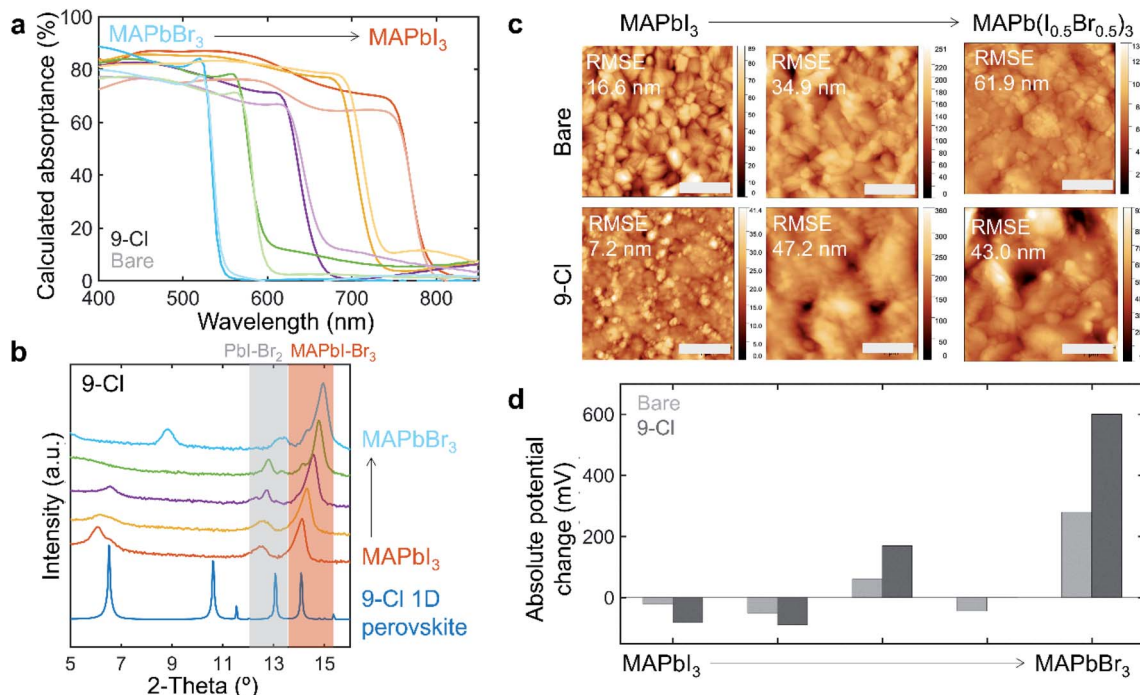 a
Calculated absorptance (%)
100
80
60
40
20
0
MAPbBr₃
MAPbI₃
9-Cl
Bare
400
500
600
700
800
Wavelength (nm)
b
Intensity (a.u.)
PbI-Br₂
MAPbI-Br₃
9-Cl
MAPbBr₃
MAPbI₃
9-Cl 1D
perovskite
5
7
9
11
13
15
2-Theta (º)
c
MAPbI₃
MAPb(I₀.₅Br₀.₅)₃
Bare
RMSE
16.6 nm
RMSE
34.9 nm
RMSE
61.9 nm
9-Cl
RMSE
7.2 nm
RMSE
47.2 nm
RMSE
43.0 nm
d
Bare
9-Cl
Absolute potential
change (mV)
600
400
200
0
MAPbI₃
MAPbBr₃